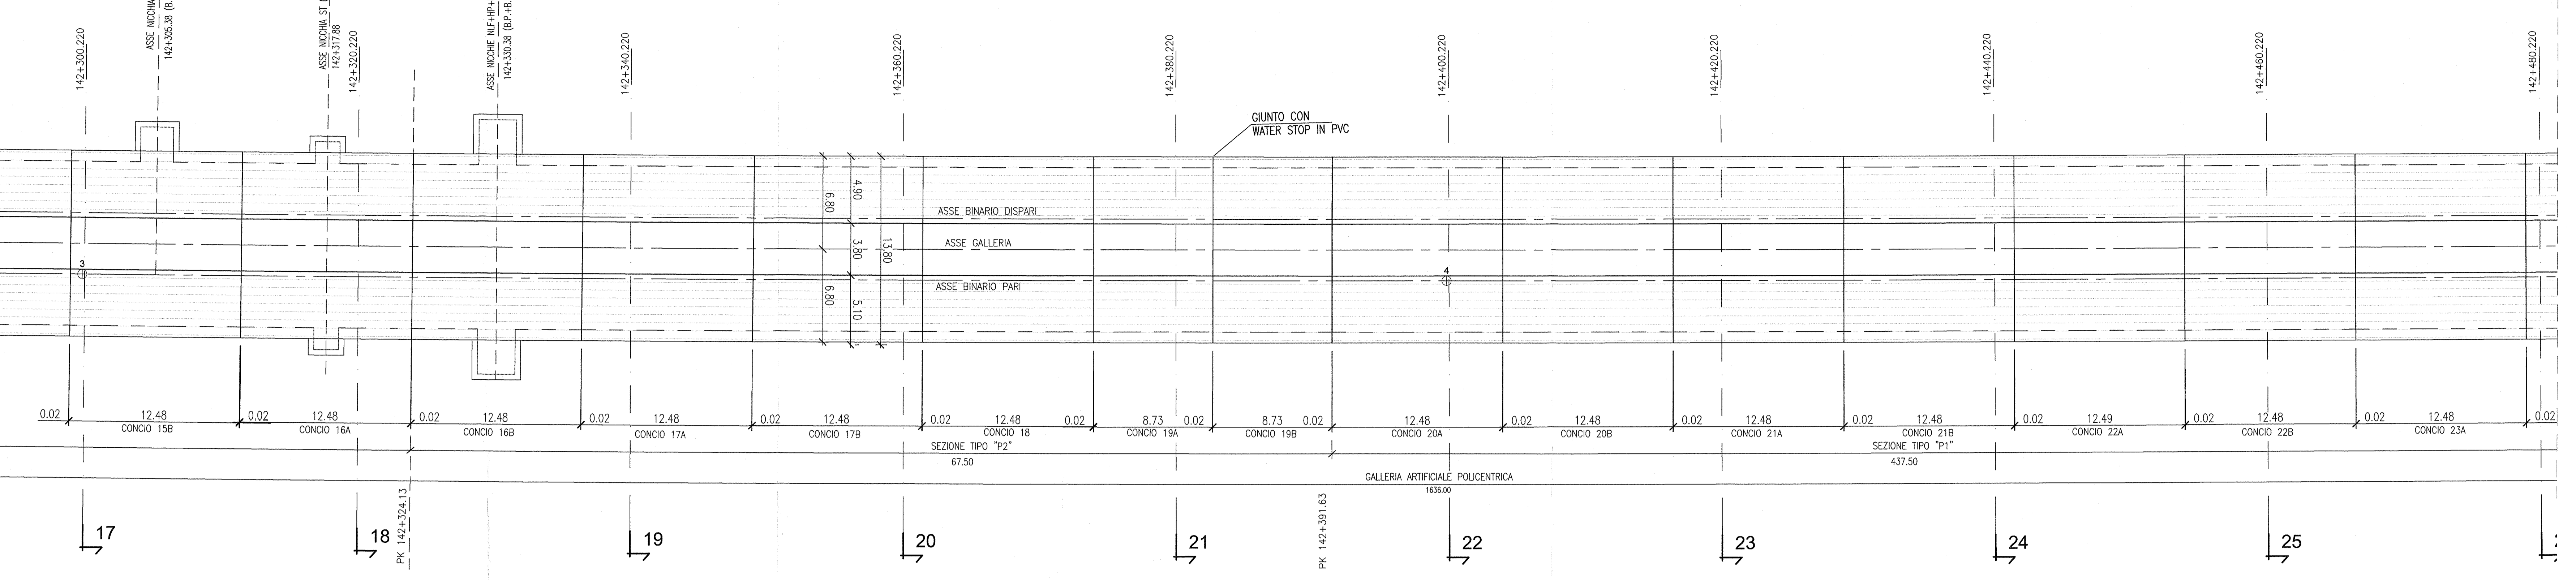 142+300.220
ASSE NICCHIA
142+305.38 (B.
ASSE NICCHIA ST (
142+317.88
142+320.220
ASSE NICCHIE NLF+HP+
142+330.38 (B.P.+B.
142+340.220
142+360.220
142+380.220
142+400.220
142+420.220
142+440.220
142+460.220
142+480.220
GIUNTO CON
WATER STOP IN PVC
6.80
4.90
3.80
13.80
6.80
5.10
ASSE BINARIO DISPARI
ASSE GALLERIA
ASSE BINARIO PARI
3
4
0.02 12.48 0.02 12.48 0.02 12.48 0.02 12.48 0.02 12.48 0.02 12.48 0.02 8.73 0.02 8.73 0.02 12.48 0.02 12.48 0.02 12.48 0.02 12.48 0.02 12.49 0.02 12.48 0.02 12.48 0.02
CONCIO 15B CONCIO 16A CONCIO 16B CONCIO 17A CONCIO 17B CONCIO 18 CONCIO 19A CONCIO 19B CONCIO 20A CONCIO 20B CONCIO 21A CONCIO 21B CONCIO 22A CONCIO 22B CONCIO 23A
SEZIONE TIPO "P2" SEZIONE TIPO "P1"
67.50 437.50
GALLERIA ARTIFICIALE POLICENTRICA
1636.00
PK 142+324.13
PK 142+391.63
17 18 19 20 21 22 23 24 25